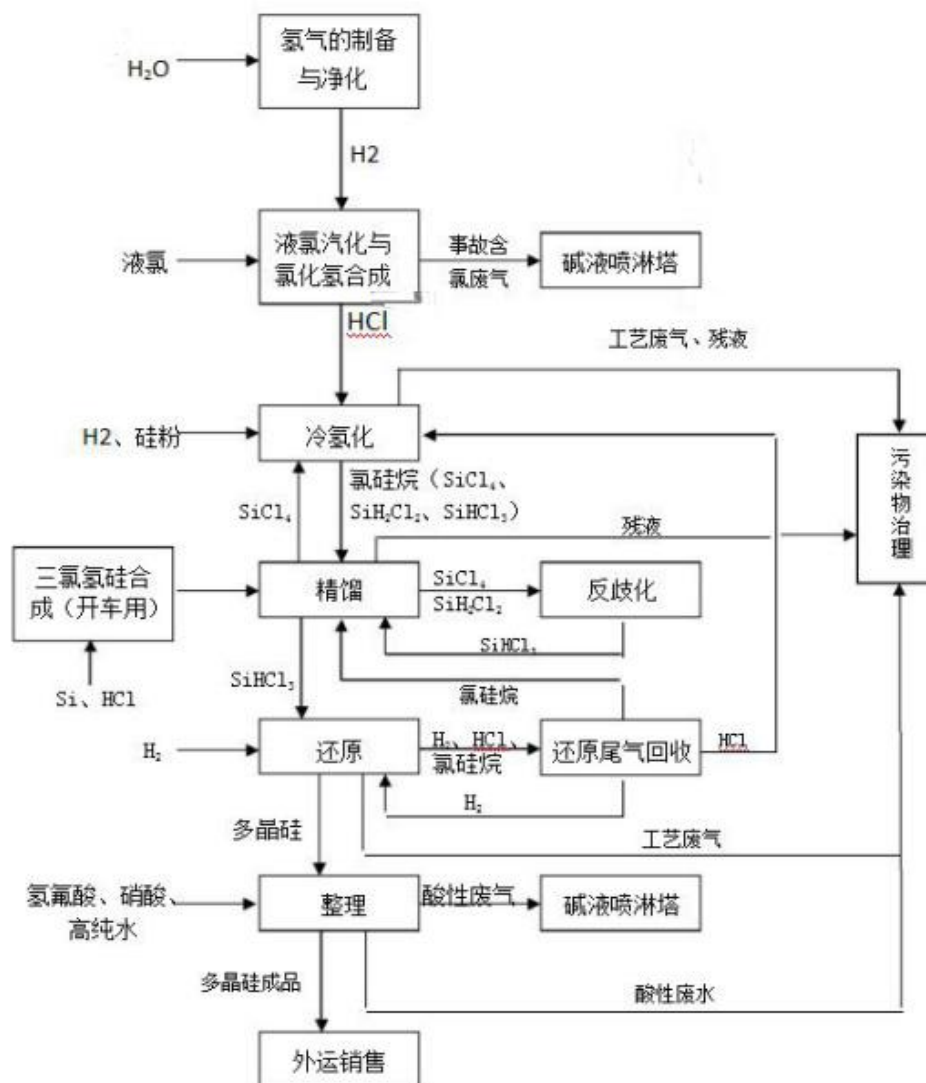 氢气的制备
与净化
H₂O
H2
液氯
液氯汽化与
氯化氢合成
事故含
氯废气
碱液喷淋塔
HCl
工艺废气、残液
H2、硅粉
冷氢化
污染物治理
SiCl₄
氯硅烷（SiCl₄、
SiH₂Cl₂、SiHCl₃）
残液
三氯氢硅合
成（开车用）
精馏
SiCl₄
SiH₂Cl₂
反歧化
SiHCl₃
Si、HCl
SiHCl₃
氯硅烷
H₂
还原
H₂、HCl、
氯硅烷
还原尾气回收
HCl
H₂
多晶硅
工艺废气
氢氟酸、硝酸、
高纯水
整理
酸性废气
碱液喷淋塔
多晶硅成品
酸性废水
外运销售